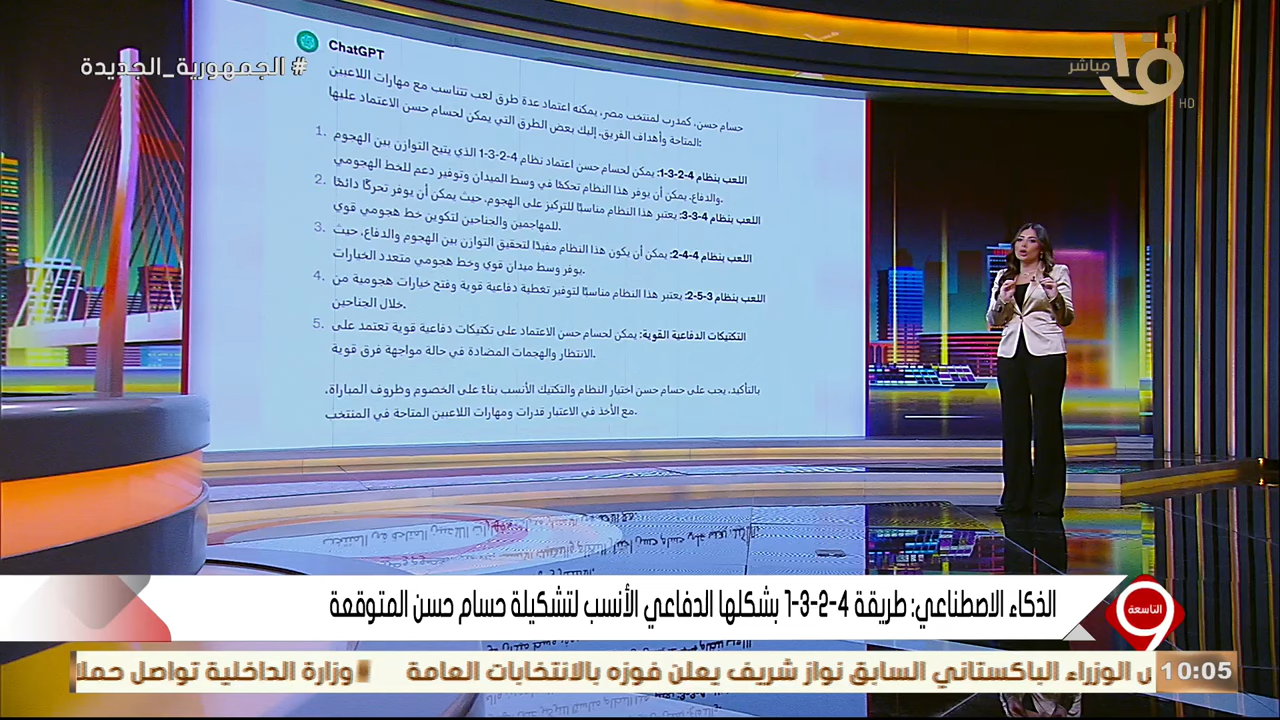 ChatGPT
#الجمهورية_الجديدة
مباشر
HD
حسام حسن، كمدرب لمنتخب مصر، يمكنه اعتماد عدة طرق لعب تتناسب مع مهارات اللاعبين
المتاحة وأهداف الفريق. إليك بعض الطرق التي يمكن لحسام حسن الاعتماد عليها:
1. اللعب بنظام 4-2-3-1: يمكن لحسام حسن اعتماد نظام 4-2-3-1 الذي يتيح التوازن بين الهجوم
والدفاع. يمكن أن يوفر هذا النظام تحكمًا في وسط الميدان وتوفير دعم للخط الهجومي.
2. اللعب بنظام 4-3-3: يعتبر هذا النظام مناسبًا للتركيز على الهجوم، حيث يمكن أن يوفر تحركًا دائمًا
للمهاجمين والجناحين لتكوين خط هجومي قوي.
3. اللعب بنظام 4-4-2: يمكن أن يكون هذا النظام مفيدًا لتحقيق التوازن بين الهجوم والدفاع، حيث
يوفر وسط ميدان قوي وخط هجومي متعدد الخيارات.
4. اللعب بنظام 3-5-2: يعتبر هذا النظام مناسبًا لتوفير تغطية دفاعية قوية وفتح خيارات هجومية من
خلال الجناحين.
5. التكتيكات الدفاعية القوية: يمكن لحسام حسن الاعتماد على تكتيكات دفاعية قوية تعتمد على
الانتظار والهجمات المضادة في حالة مواجهة فرق قوية.
بالتأكيد، يجب على حسام حسن اختيار النظام والتكتيك الأنسب بناءً على الخصوم وظروف المباراة،
مع الأخذ في الاعتبار قدرات ومهارات اللاعبين المتاحة في المنتخب.
التاسعة
9
الذكاء الاصطناعي: طريقة 4-2-3-1 بشكلها الدفاعي الأنسب لتشكيلة حسام حسن المتوقعة
10:05
الوزراء الباكستاني السابق نواز شريف يعلن فوزه بالانتخابات العامة
وزارة الداخلية تواصل